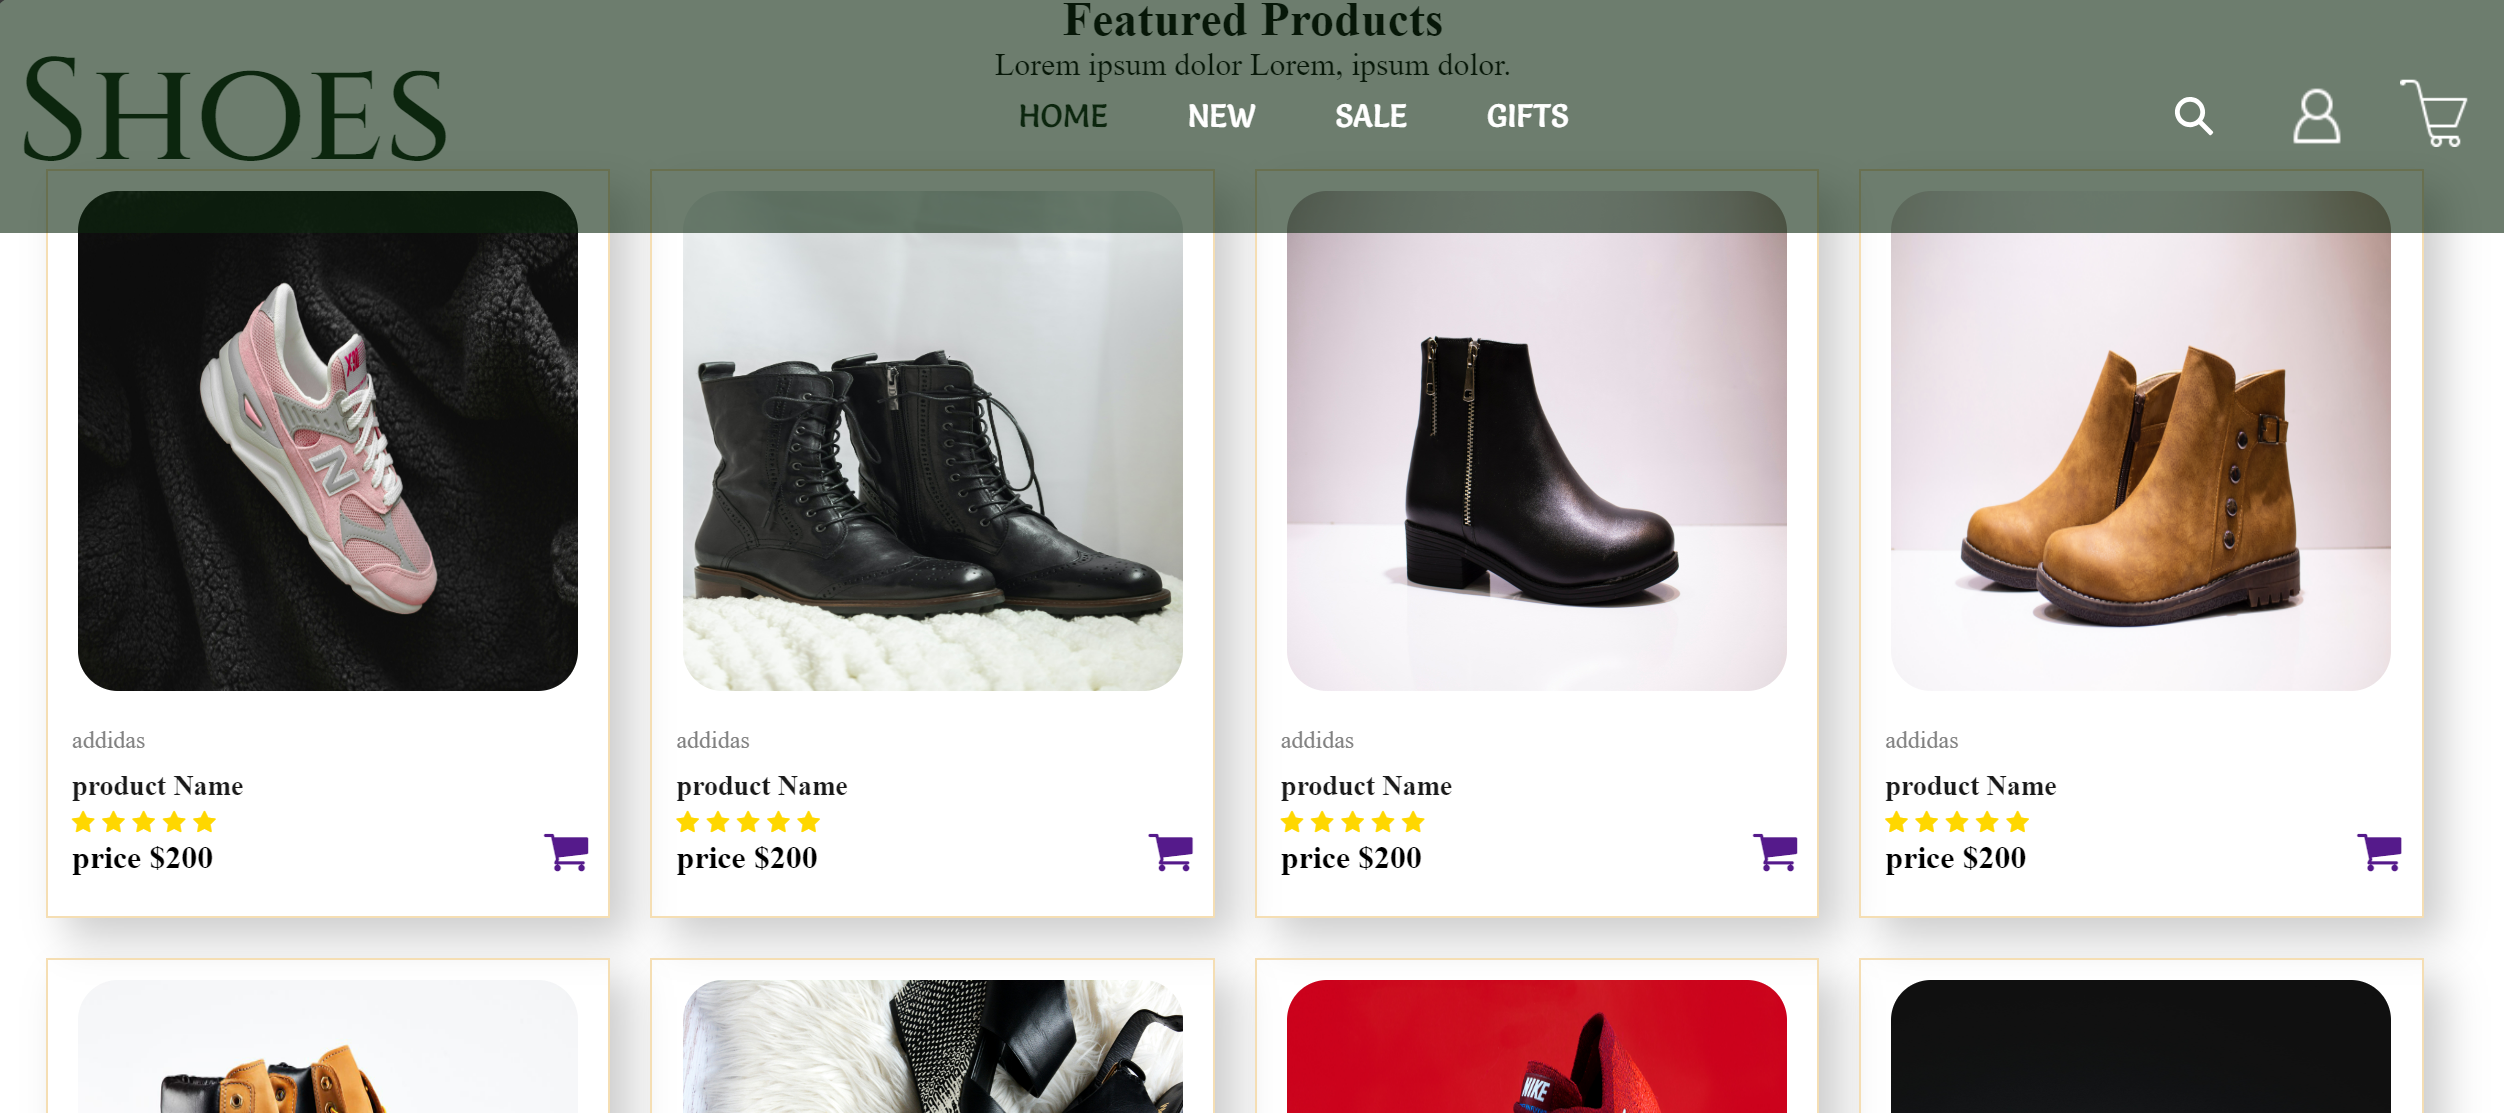 Featured Products
Lorem ipsum dolor Lorem, ipsum dolor.
SHOES
HOME NEW SALE GIFTS
X90
N
addidas
product Name
price $200
addidas
product Name
price $200
addidas
product Name
price $200
addidas
product Name
price $200
NIKE